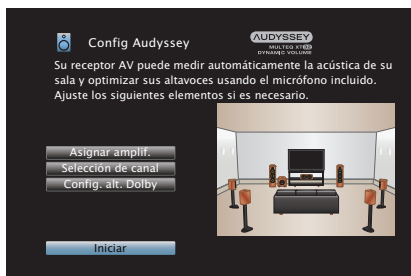 Config Audyssey
AUDYSSEY
MULTEQ XT32
DYNAMIC VOLUME
Su receptor AV puede medir automáticamente la acústica de su
sala y optimizar sus altavoces usando el micrófono incluido.
Ajuste los siguientes elementos si es necesario.
Asignar amplif.
Selección de canal
Config. alt. Dolby
Iniciar